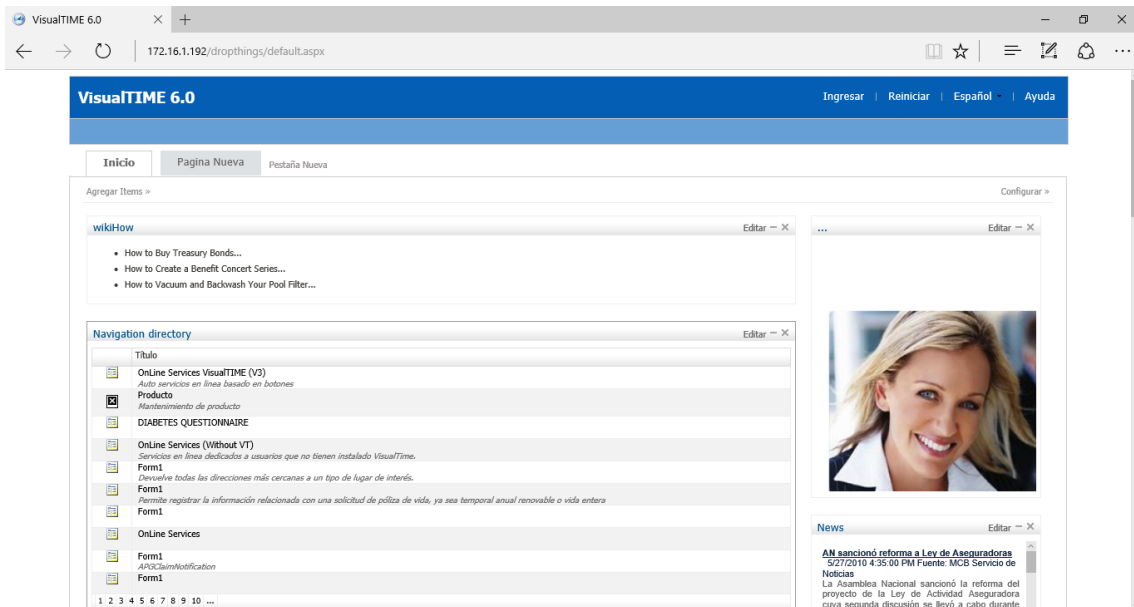 VisualTIME 6.0
172.16.1.192/dropthings/default.aspx
VisualTIME 6.0
Ingresar | Reiniciar | Español | Ayuda
Inicio
Pagina Nueva
Pestaña Nueva
Agregar Items »
Configurar »
wikiHow
Editar
How to Buy Treasury Bonds...
How to Create a Benefit Concert Series...
How to Vacuum and Backwash Your Pool Filter...
Navigation directory
Editar
Título
OnLine Services VisualTIME (V3)
Auto servicios en línea basado en botones
Producto
Mantenimiento de producto
DIABETES QUESTIONNAIRE
OnLine Services (Without VT)
Servicios en línea dedicados a usuarios que no tienen instalado VisualTime.
Form1
Devuelve todas las direcciones más cercanas a un tipo de lugar de interés.
Form1
Permite registrar la información relacionada con una solicitud de póliza de vida, ya sea temporal anual renovable o vida entera
Form1
OnLine Services
Form1
APGClaimNotification
Form1
1 2 3 4 5 6 7 8 9 10 ...
...
Editar
News
Editar
AN sancionó reforma a Ley de Aseguradoras
5/27/2010 4:35:00 PM Fuente: MCB Servicio de
Noticias
La Asamblea Nacional sancionó la reforma del
proyecto de la Ley de Actividad Aseguradora
cuya segunda discusión se llevó a cabo durante